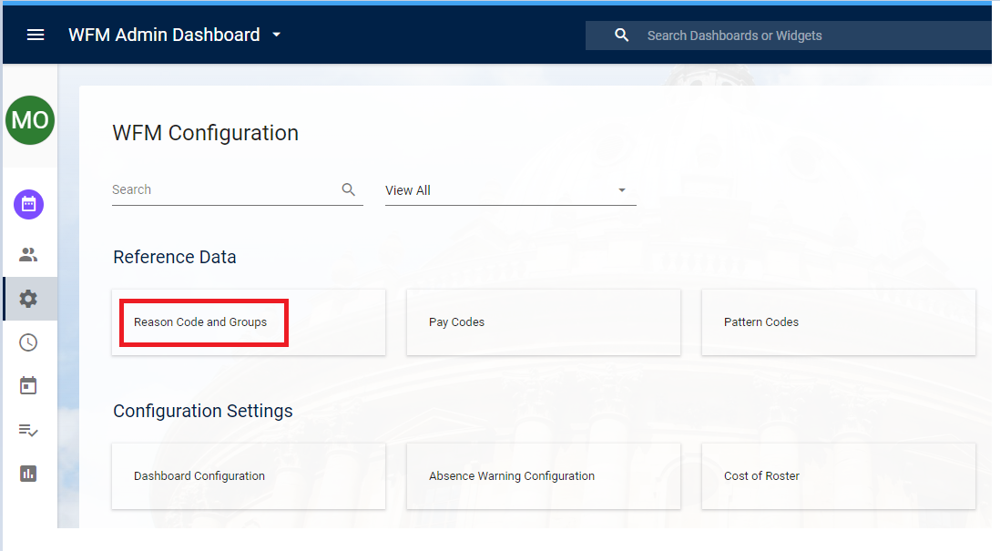 WFM Admin Dashboard
Search Dashboards or Widgets
MO
WFM Configuration
Search
View All
Reference Data
Reason Code and Groups
Pay Codes
Pattern Codes
Configuration Settings
Dashboard Configuration
Absence Warning Configuration
Cost of Roster